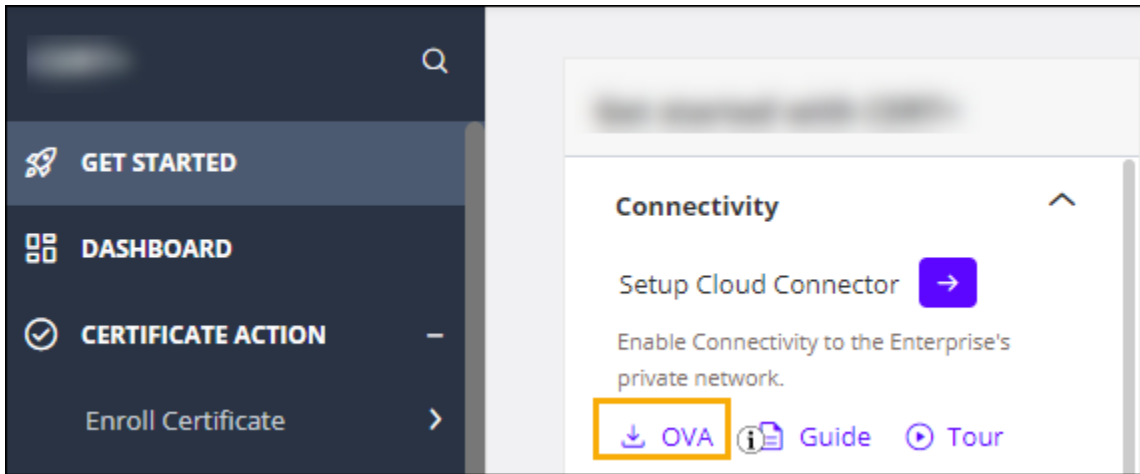 GET STARTED
DASHBOARD
CERTIFICATE ACTION
Enroll Certificate
Connectivity
Setup Cloud Connector
Enable Connectivity to the Enterprise's
private network.
OVA Guide Tour